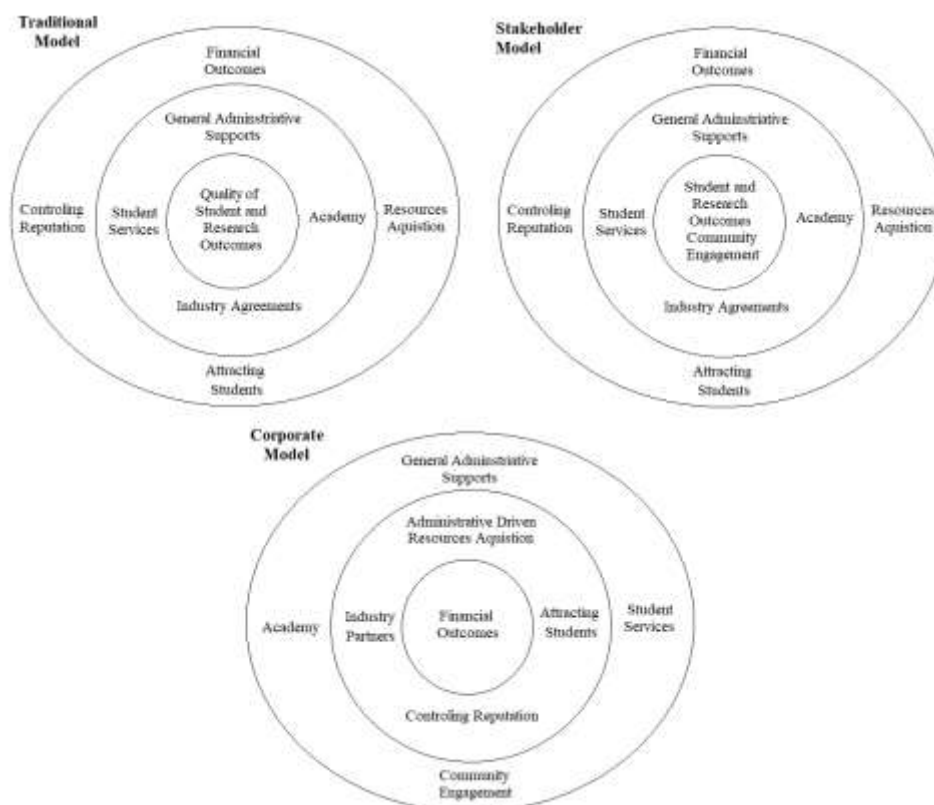 Traditional
Model
Financial
Outcomes
General Adminstriative
Supports
Quality of
Student and
Research
Outcomes
Controling
Reputation
Student
Services
Academy
Resources
Aquistion
Industry Agreements
Attracting
Students
Stakeholder
Model
Financial
Outcomes
General Adminstriative
Supports
Student and
Research
Outcomes
Community
Engagement
Controling
Reputation
Student
Services
Academy
Resources
Aquistion
Industry Agreements
Attracting
Students
Corporate
Model
General Adminstriative
Supports
Administrative Driven
Resources Aquistion
Academy
Industry
Partners
Financial
Outcomes
Attracting
Students
Student
Services
Controling Reputation
Community
Engagement